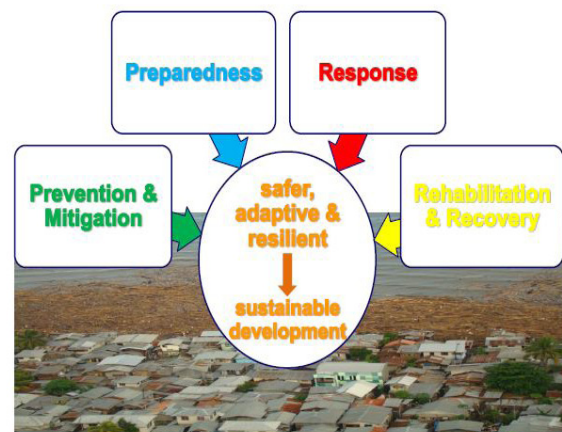 Preparedness
Response
Prevention &
Mitigation
safer,
adaptive &
resilient
sustainable
development
Rehabilitation
& Recovery